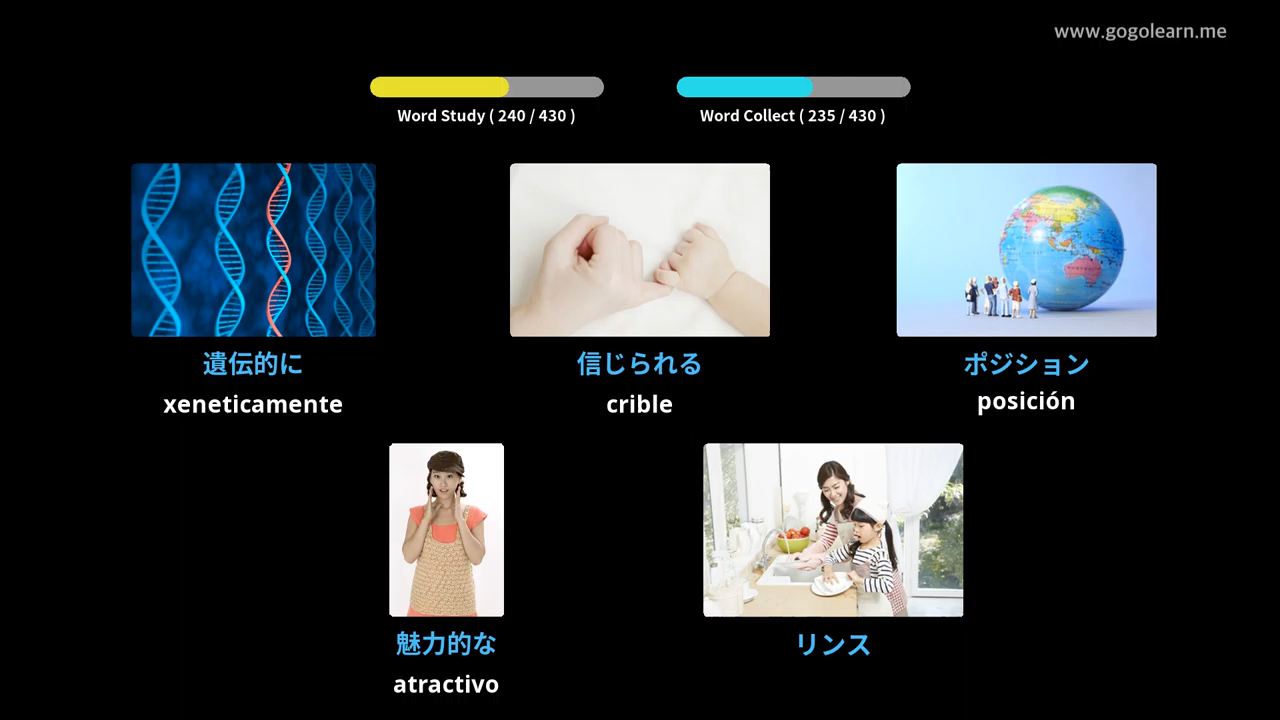 www.gogolearn.me
Word Study ( 240 / 430 )
Word Collect ( 235 / 430 )
遺伝的に
xeneticamente
信じられる
crible
ポジション
posición
魅力的な
atractivo
リンス